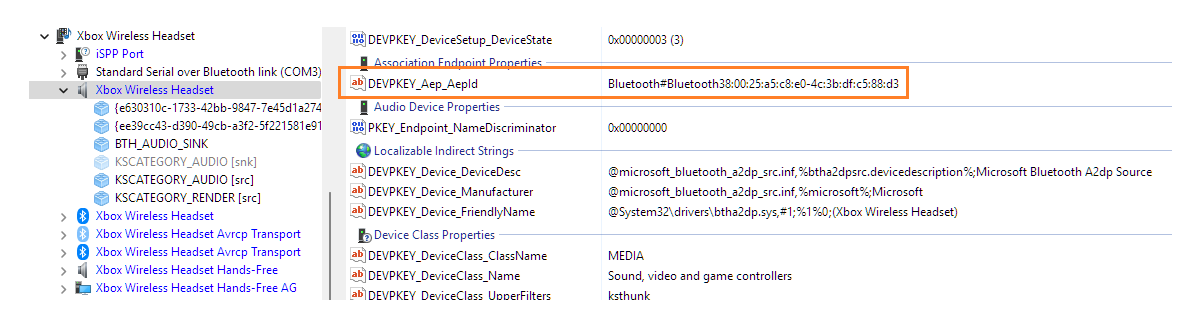 Xbox Wireless Headset
iSPP Port
Standard Serial over Bluetooth link (COM3)
Xbox Wireless Headset
{e630310c-1733-42bb-9847-7e45d1a274
{ee39cc43-d390-49cb-a3f2-5f221581e91
BTH_AUDIO_SINK
KSCATEGORY_AUDIO [snk]
KSCATEGORY_AUDIO [src]
KSCATEGORY_RENDER [src]
Xbox Wireless Headset
Xbox Wireless Headset Avrcp Transport
Xbox Wireless Headset Avrcp Transport
Xbox Wireless Headset Hands-Free
Xbox Wireless Headset Hands-Free AG
DEVPKEY_DeviceSetup_DeviceState 0x00000003 (3)
Association Endpoint Properties
DEVPKEY_Aep_AepId Bluetooth#Bluetooth38:00:25:a5:c8:e0-4c:3b:df:c5:88:d3
Audio Device Properties
PKEY_Endpoint_NameDiscriminator 0x00000000
Localizable Indirect Strings
DEVPKEY_Device_DeviceDesc @microsoft_bluetooth_a2dp_src.inf,%btha2dpsrc.devicedescription%;Microsoft Bluetooth A2dp Source
DEVPKEY_Device_Manufacturer @microsoft_bluetooth_a2dp_src.inf,%microsoft%;Microsoft
DEVPKEY_Device_FriendlyName @System32\drivers\btha2dp.sys,#1;%1%0;(Xbox Wireless Headset)
Device Class Properties
DEVPKEY_DeviceClass_ClassName MEDIA
DEVPKEY_DeviceClass_Name Sound, video and game controllers
DEVPKEY_DeviceClass_UpperFilters ksthunk